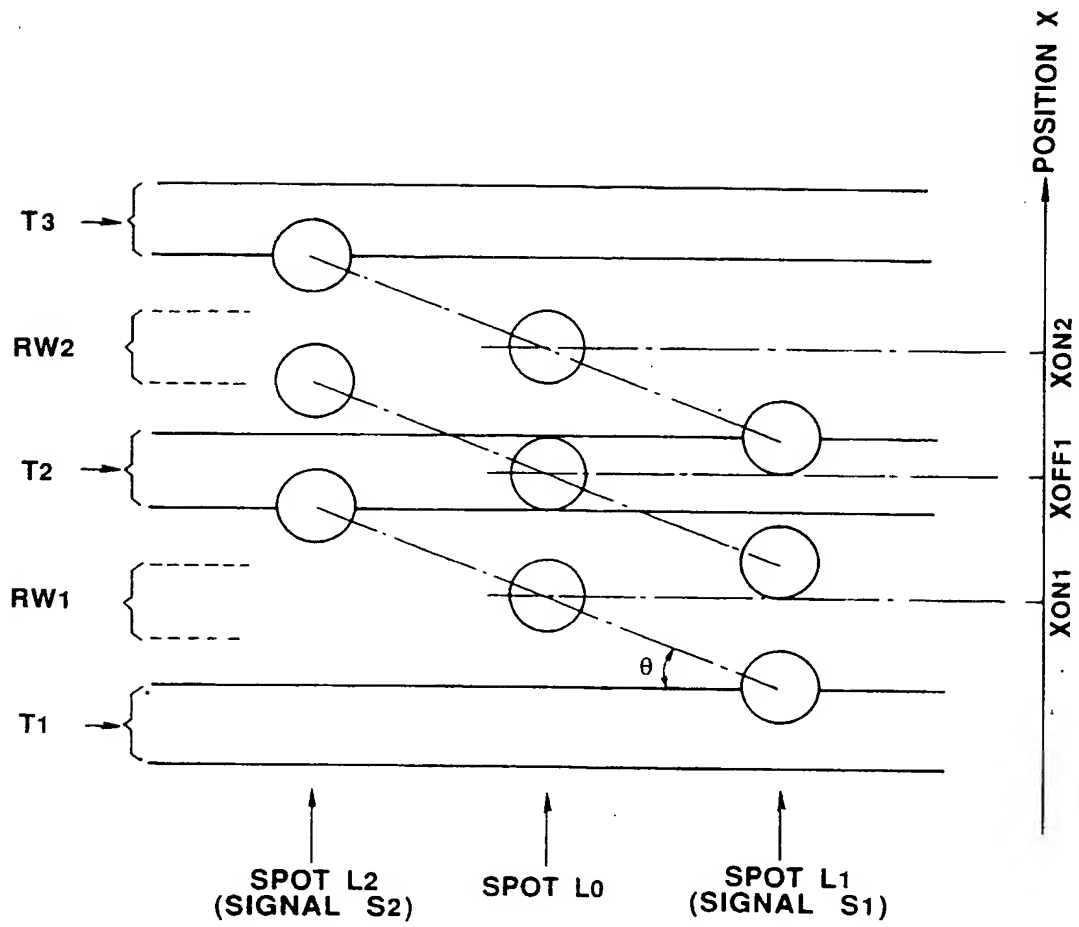 POSITION X
T3
RW2
XON2
T2
XOFF1
RW1
XON1
θ
T1
SPOT L2
(SIGNAL S2)
SPOT L0
SPOT L1
(SIGNAL S1)